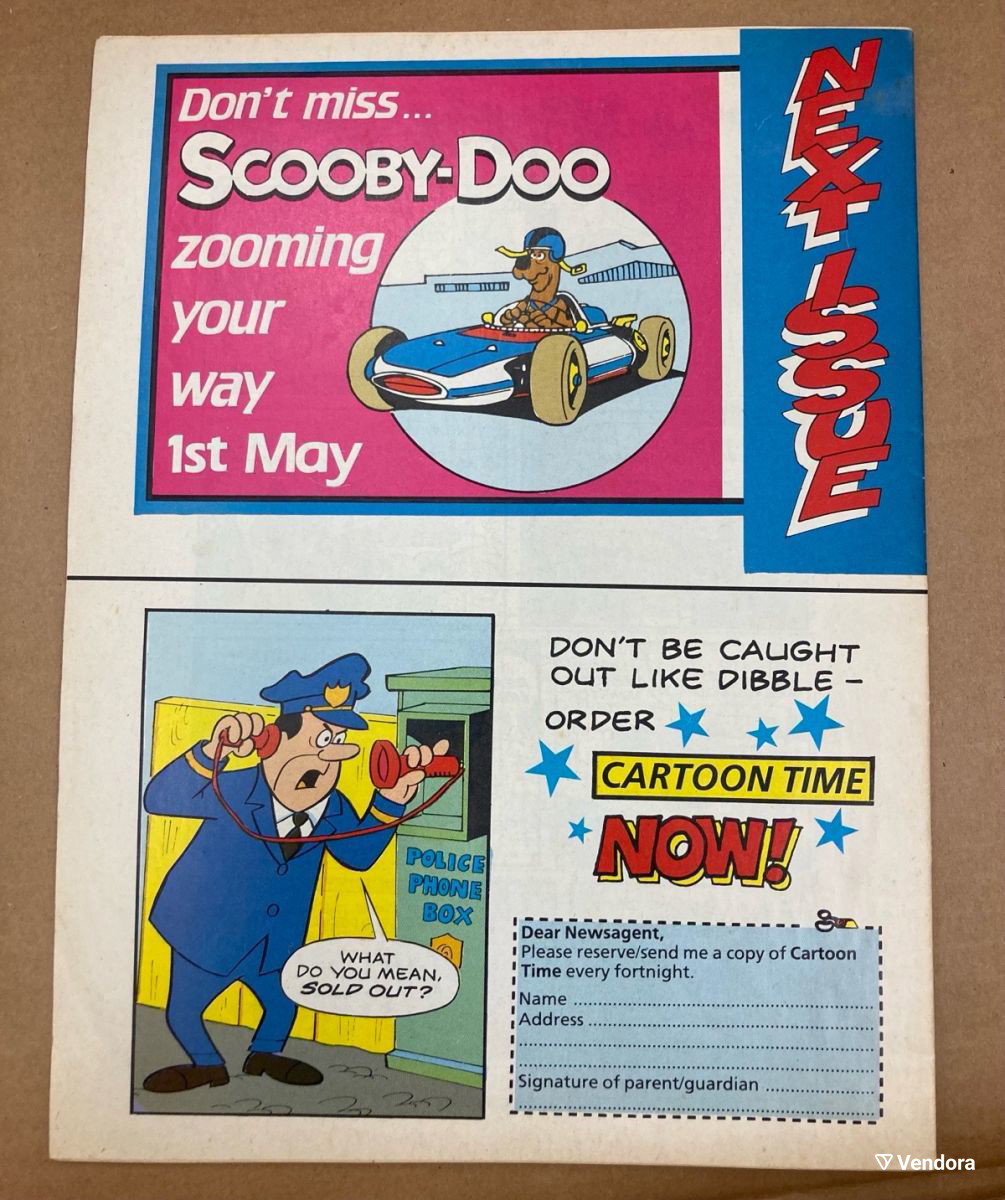 Don't miss...
SCOOBY-DOO
zooming
your
way
1st May
NEXT ISSUE
DON'T BE CAUGHT
OUT LIKE DIBBLE –
ORDER
CARTOON TIME
NOW!
POLICE
PHONE
BOX
WHAT
DO YOU MEAN,
SOLD OUT?
Dear Newsagent,
Please reserve/send me a copy of Cartoon
Time every fortnight.
Name
Address
Signature of parent/guardian
Vendora